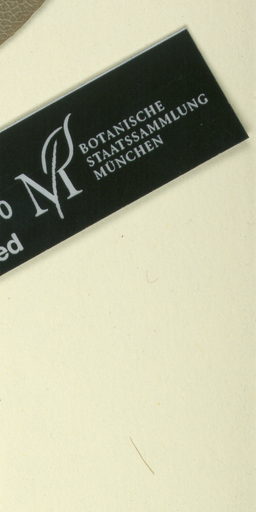 BOTANISCHE
STAATSSAMMLUNG
MÜNCHEN
M
0
ed